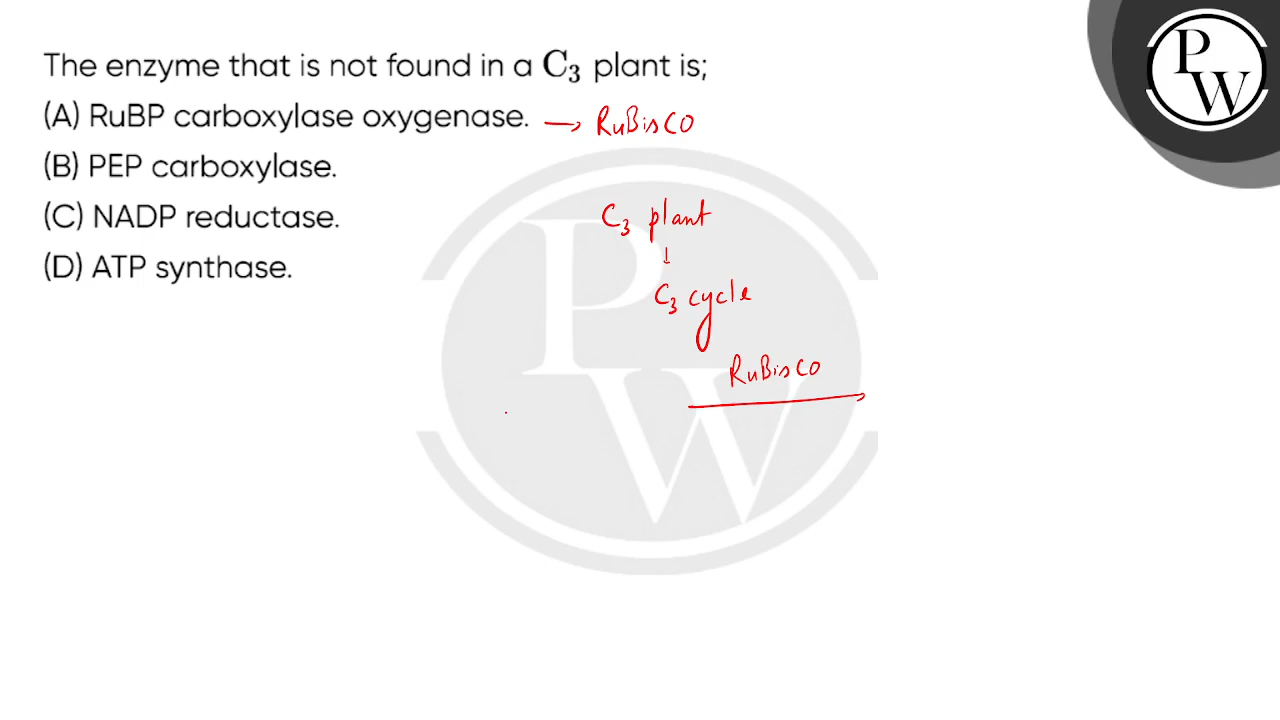 The enzyme that is not found in a C₃ plant is;
(A) RuBP carboxylase oxygenase. → RuBisCO
(B) PEP carboxylase.
(C) NADP reductase.
(D) ATP synthase.
C₃ plant
↓
C₃ cycle
RuBisCO
P
W
P
W